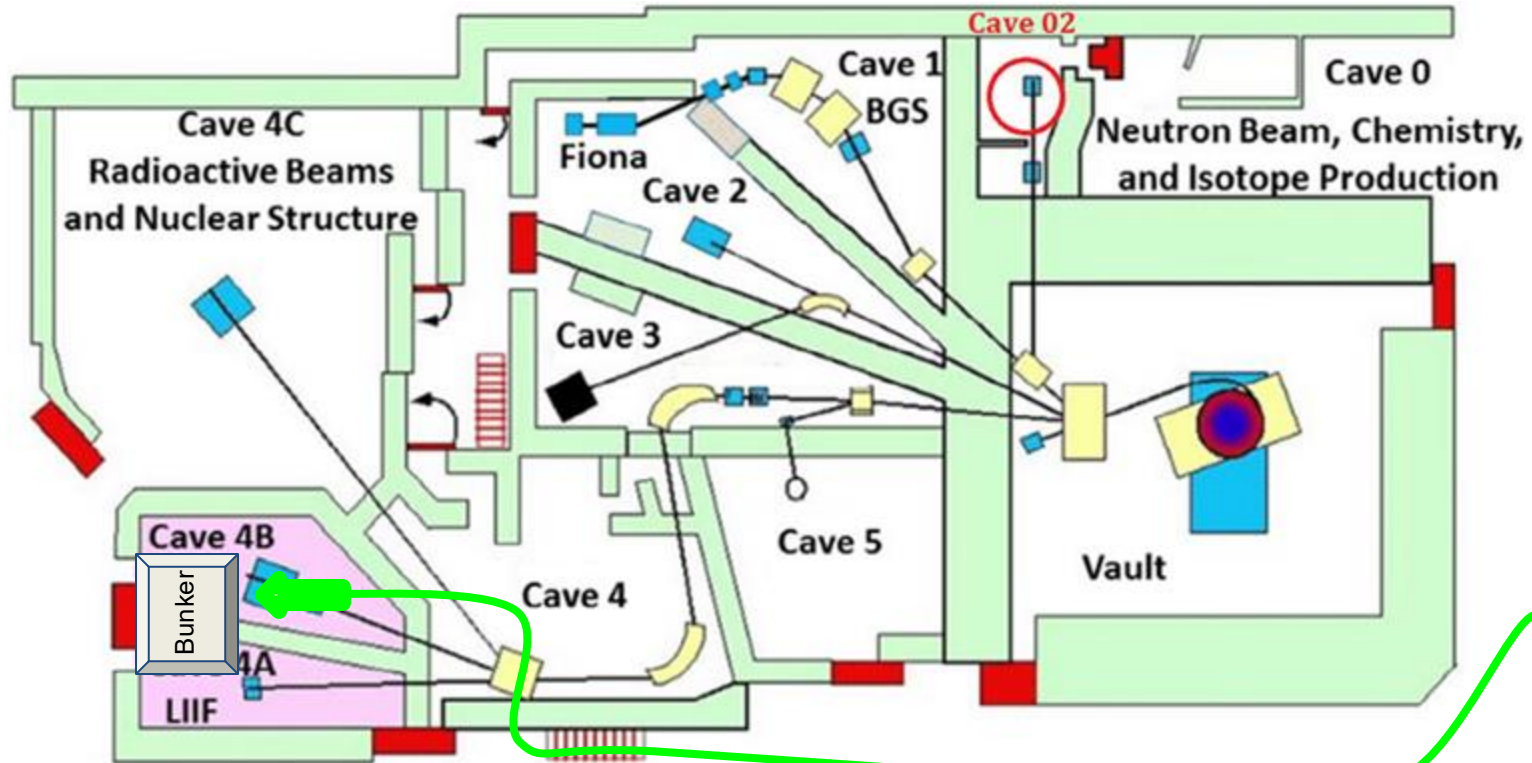 Cave 02
Cave 1
BGS
Cave 0
Neutron Beam, Chemistry,
and Isotope Production
Cave 4C
Radioactive Beams
and Nuclear Structure
Fiona
Cave 2
Cave 3
Cave 4B
Bunker
4A
LIIF
Cave 4
Cave 5
Vault